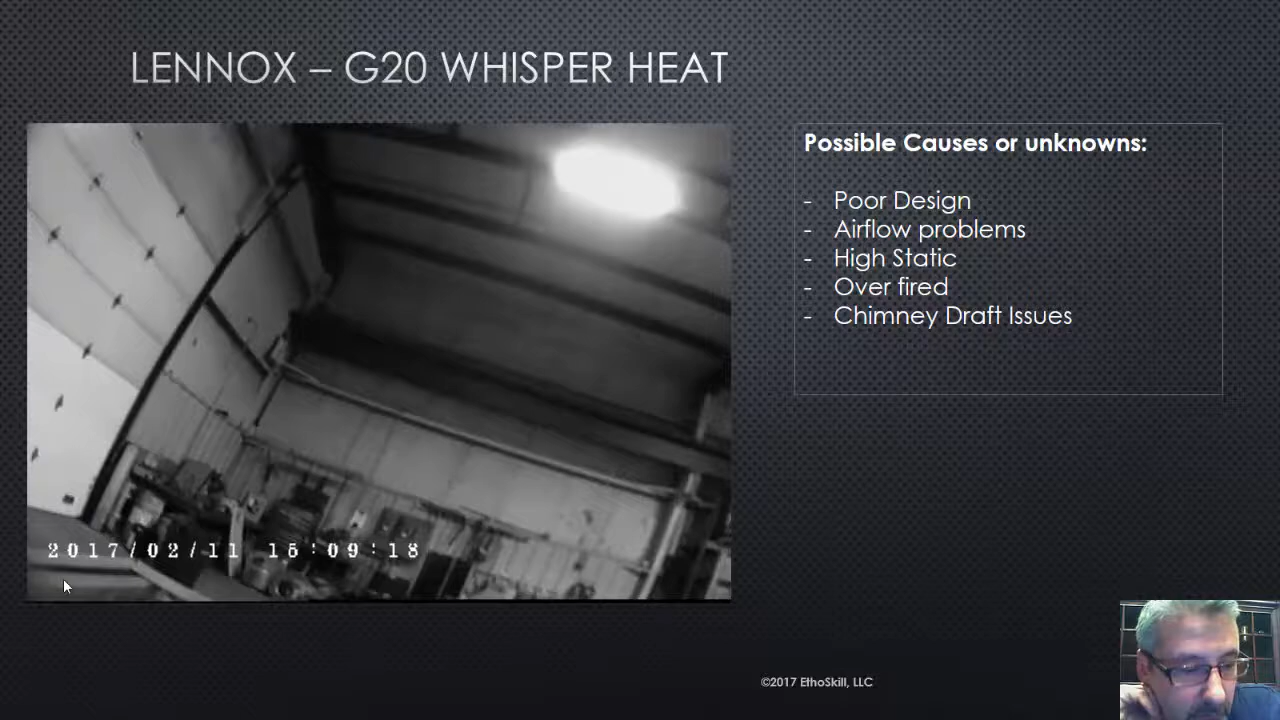 LENNOX – G20 WHISPER HEAT
Possible Causes or unknowns:
- Poor Design
- Airflow problems
- High Static
- Over fired
- Chimney Draft Issues
2017/02/11 15:09:18
©2017 EthoSkill, LLC